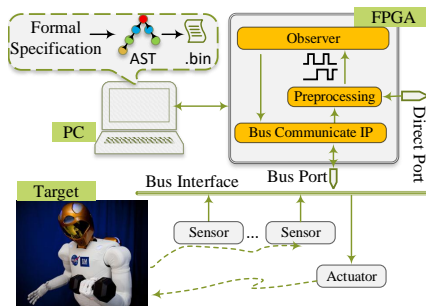 Formal
Specification
AST
.bin
FPGA
Observer
Preprocessing
Bus Communicate IP
PC
Direct Port
Target
Bus Interface
Bus Port
Sensor
...
Sensor
Actuator
GM